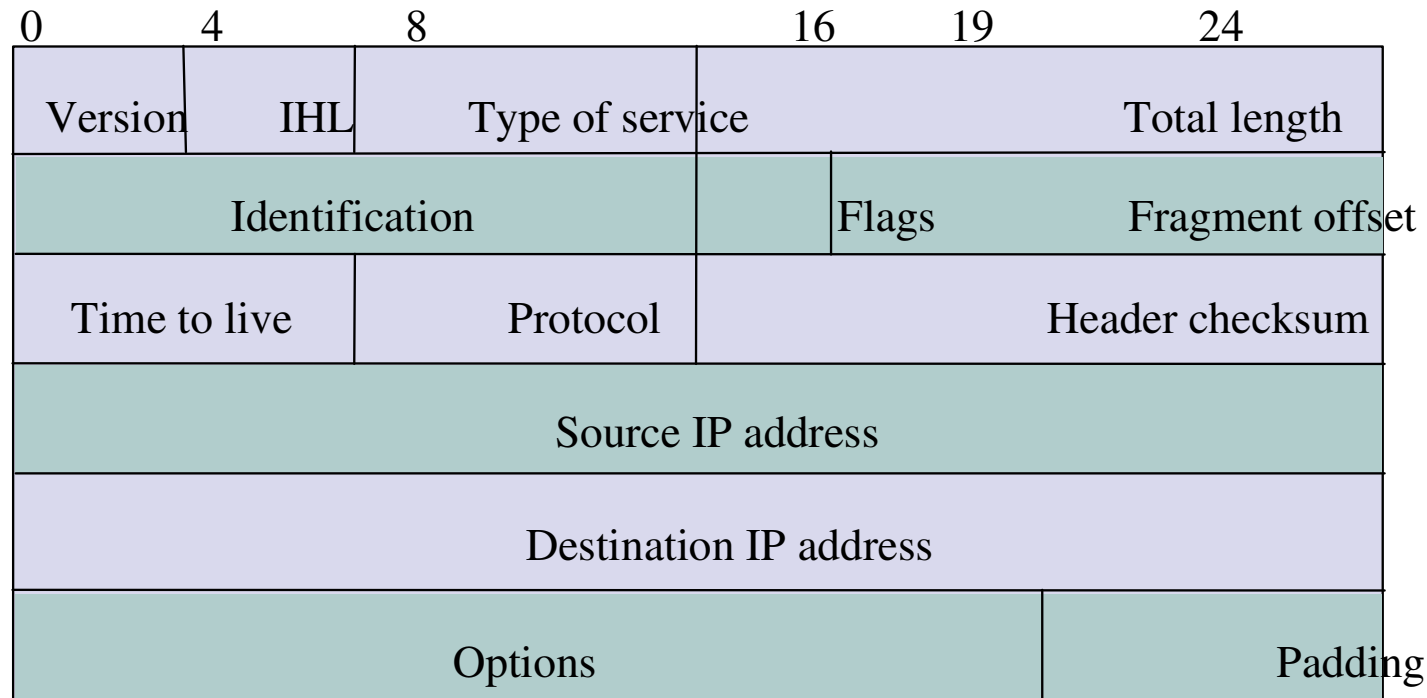 0 4 8 16 19 24
Version IHL Type of service Total length
Identification Flags Fragment offset
Time to live Protocol Header checksum
Source IP address
Destination IP address
Options Padding